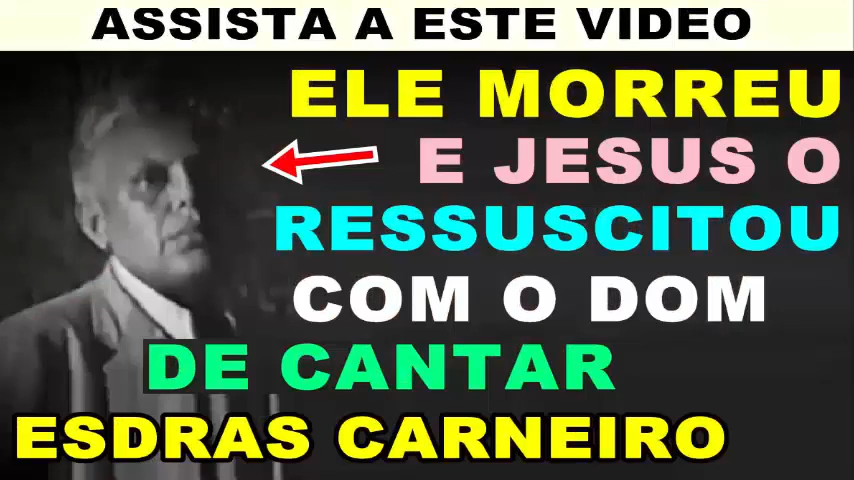 ASSISTA A ESTE VIDEO
ELE MORREU
E JESUS O
RESSUSCITOU
COM O DOM
DE CANTAR
ESDRAS CARNEIRO